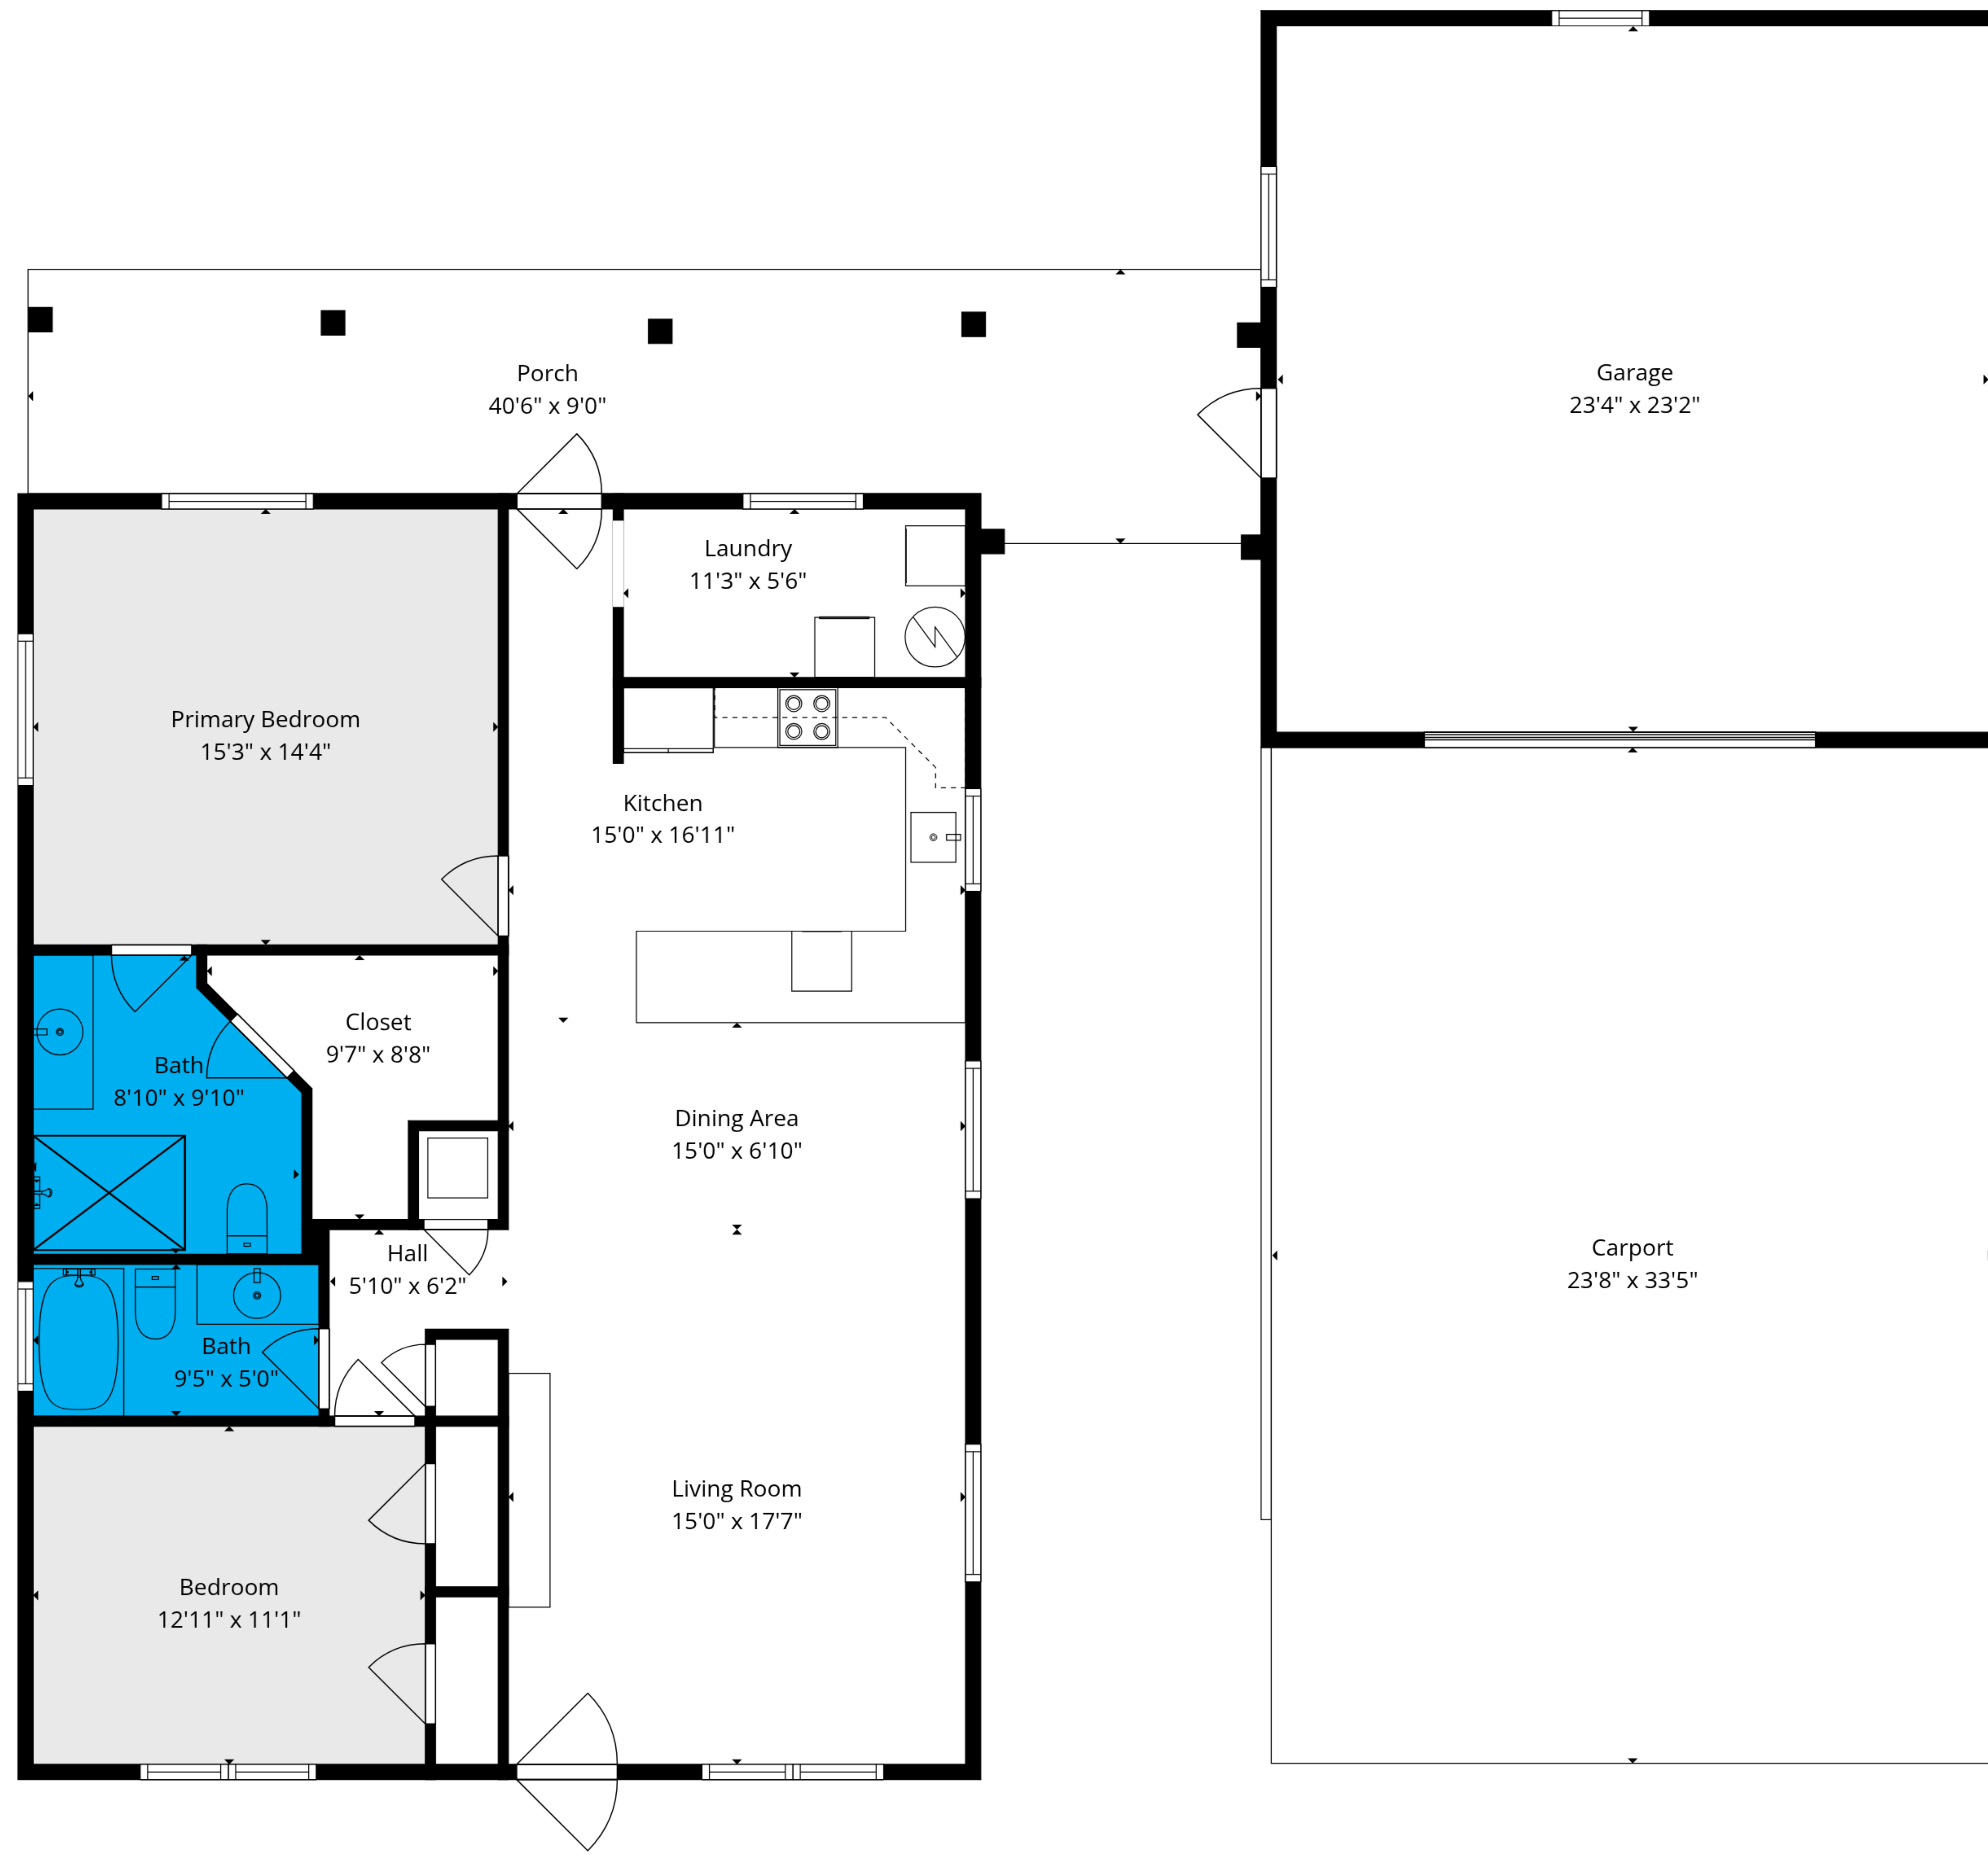 Garage
23'4" x 23'2"
Porch
40'6" x 9'0"
Laundry
11'3" x 5'6"
Primary Bedroom
15'3" x 14'4"
Kitchen
15'0" x 16'11"
Closet
9'7" x 8'8"
Bath
8'10" x 9'10"
Dining Area
15'0" x 6'10"
Hall
5'10" x 6'2"
Carport
23'8" x 33'5"
Bath
9'5" x 5'0"
Living Room
15'0" x 17'7"
Bedroom
12'11" x 11'1"